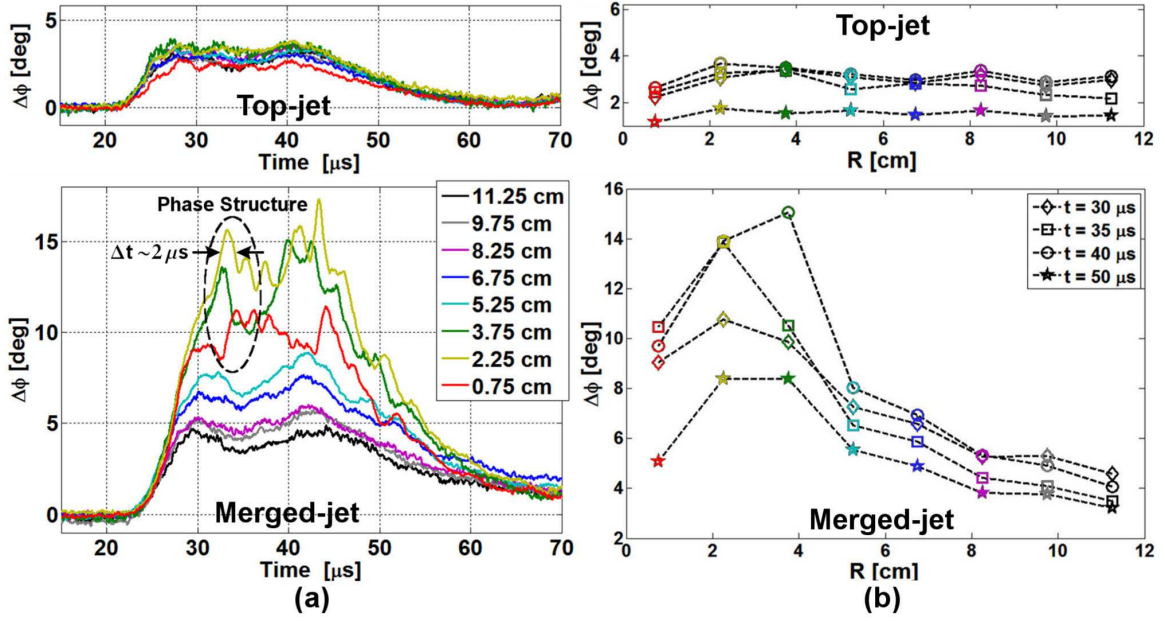 5
0
Δϕ [deg]
Top-jet
20 30 40 50 60 70
Time [μs]
15
10
5
0
Δϕ [deg]
Phase Structure
Δt ~2 μs
11.25 cm
9.75 cm
8.25 cm
6.75 cm
5.25 cm
3.75 cm
2.25 cm
0.75 cm
Merged-jet
20 30 40 50 60 70
Time [μs]
(a)
6
4
2
Δϕ [deg]
Top-jet
0 2 4 6 8 10 12
R [cm]
16
14
12
10
8
6
4
2
Δϕ [deg]
t = 30 μs
t = 35 μs
t = 40 μs
t = 50 μs
Merged-jet
0 2 4 6 8 10 12
R [cm]
(b)